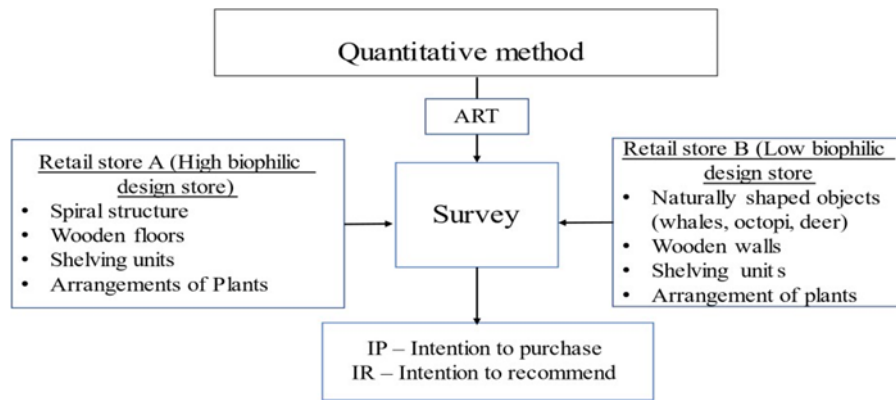 Quantitative method
ART
Retail store A (High biophilic
design store)
• Spiral structure
• Wooden floors
• Shelving units
• Arrangements of Plants
Survey
Retail store B (Low biophilic
design store
• Naturally shaped objects
(whales, octopi, deer)
• Wooden walls
• Shelving units
• Arrangement of plants
IP – Intention to purchase
IR – Intention to recommend